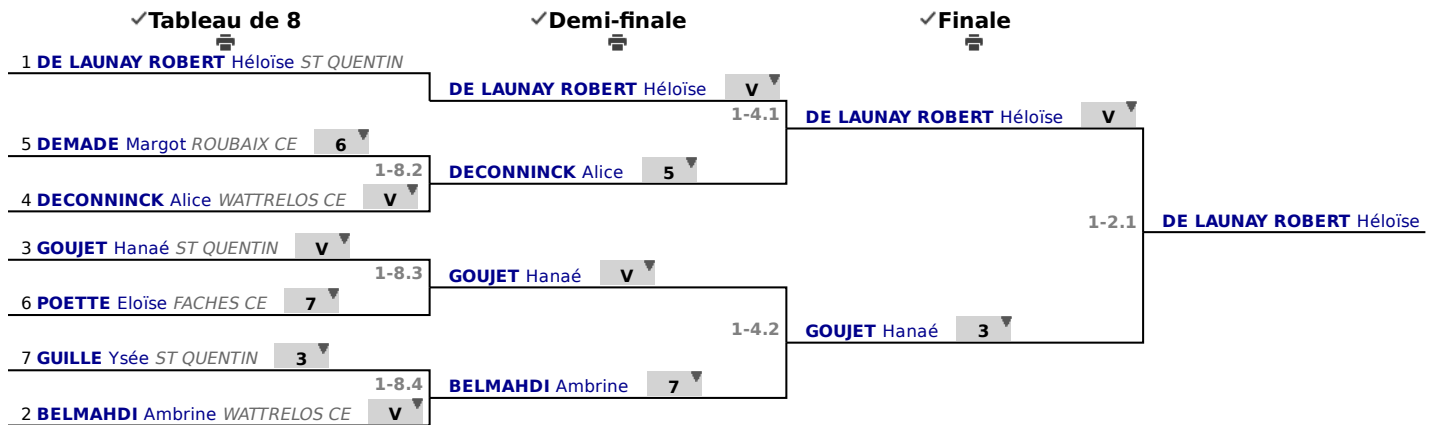 Tableau de 8
Demi-finale
Finale
1 DE LAUNAY ROBERT Héloïse ST QUENTIN
DE LAUNAY ROBERT Héloïse V
1-4.1
DE LAUNAY ROBERT Héloïse V
5 DEMADE Margot ROUBAIX CE 6
1-8.2
DECONNINCK Alice 5
4 DECONNINCK Alice WATTRELOS CE V
1-2.1
DE LAUNAY ROBERT Héloïse
3 GOUJET Hanaé ST QUENTIN V
1-8.3
GOUJET Hanaé V
6 POETTE Eloïse FACHES CE 7
1-4.2
GOUJET Hanaé 3
7 GUILLE Ysée ST QUENTIN 3
1-8.4
BELMAHDI Ambrine 7
2 BELMAHDI Ambrine WATTRELOS CE V